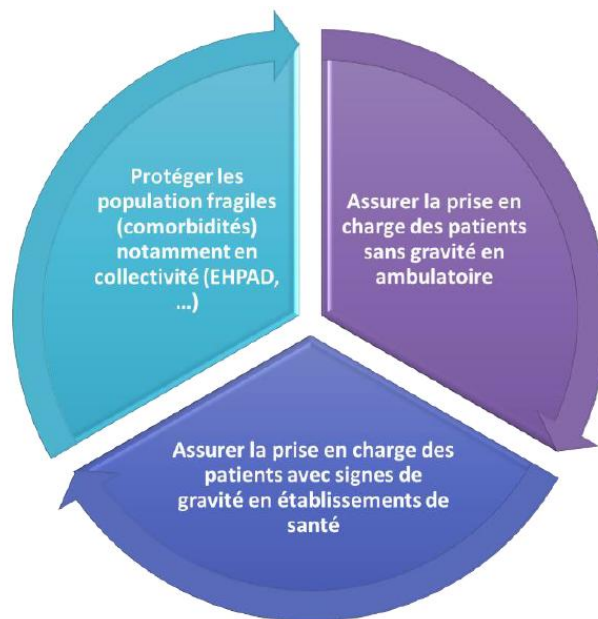 Protéger les
population fragiles
(comorbidités)
notamment en
collectivité (EHPAD,
...)
Assurer la prise en
charge des patients
sans gravité en
ambulatoire
Assurer la prise en charge des
patients avec signes de
gravité en établissements de
santé